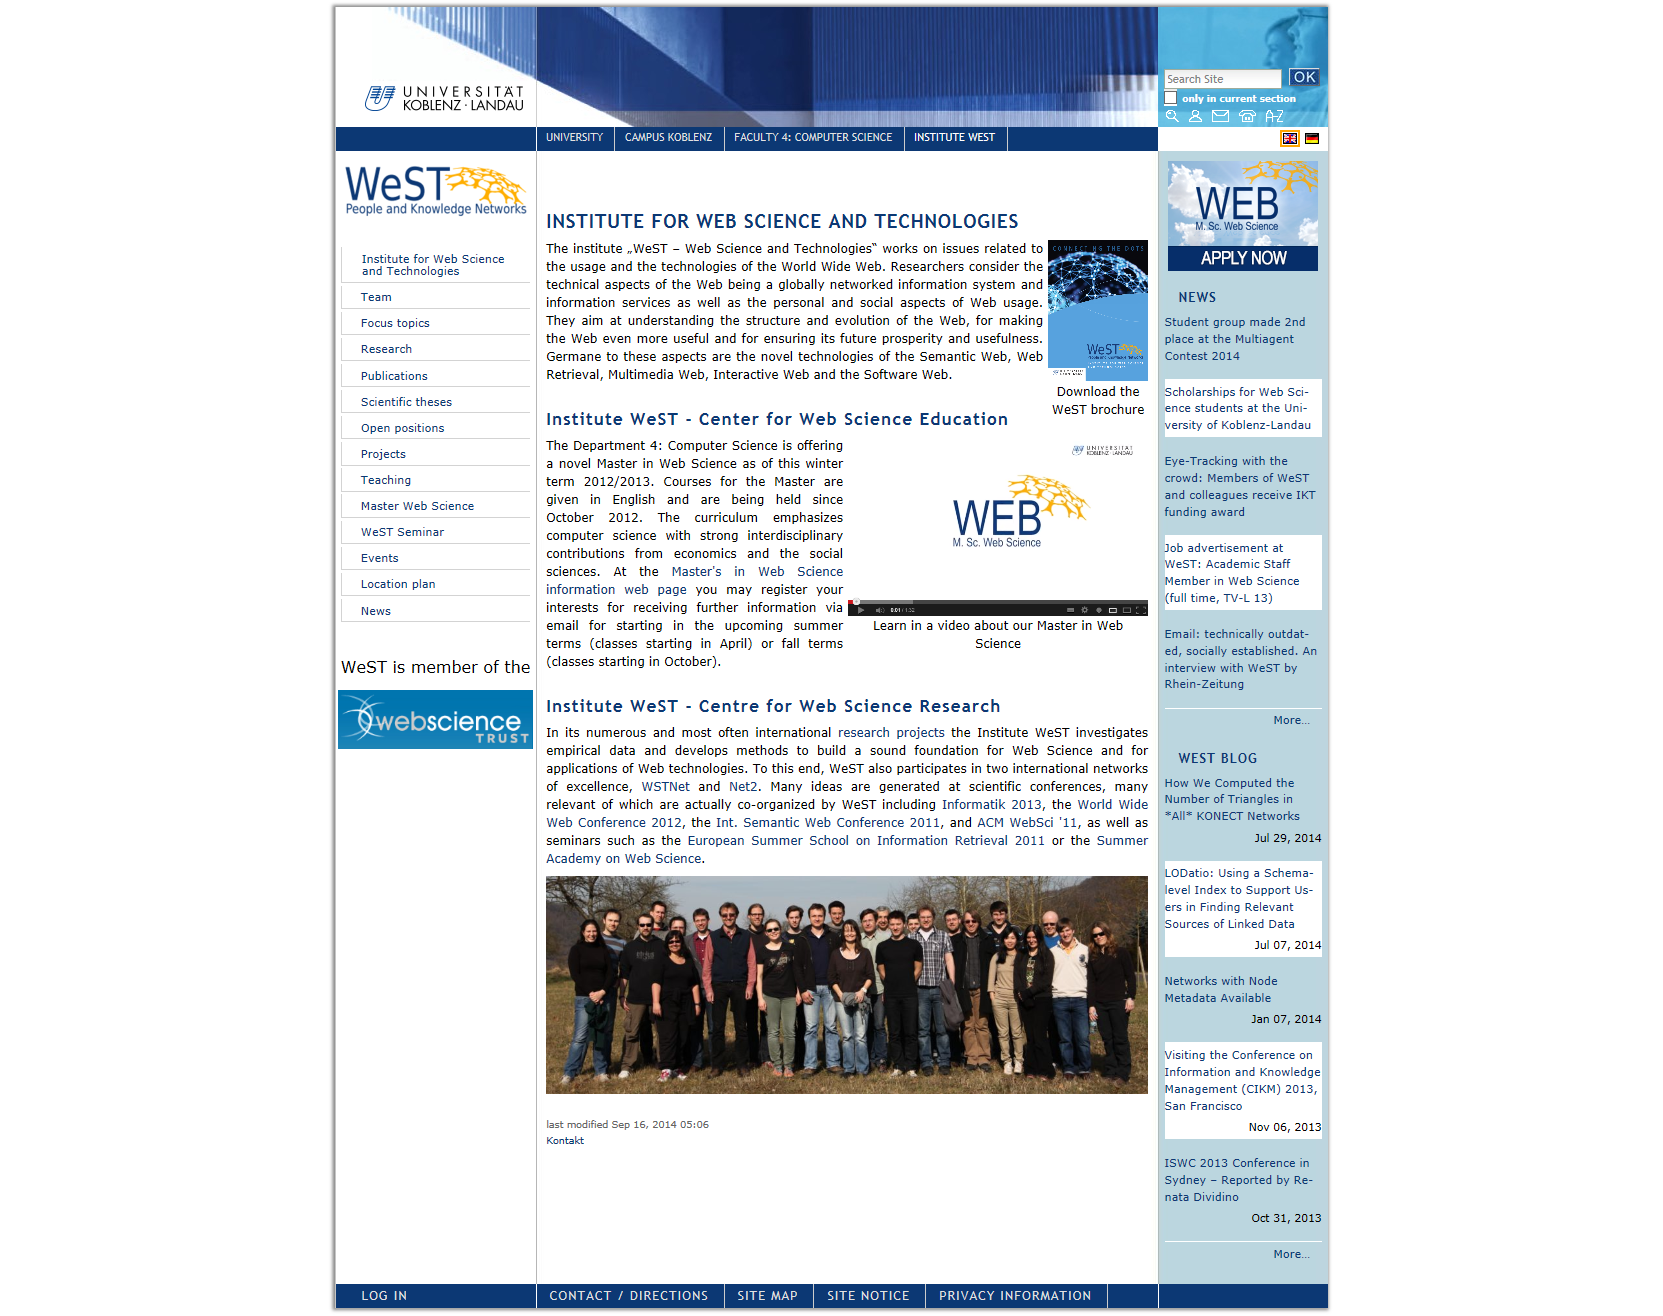 UNIVERSITÄT
KOBLENZ · LANDAU
Search Site
OK
only in current section
A-Z
UNIVERSITY
CAMPUS KOBLENZ
FACULTY 4: COMPUTER SCIENCE
INSTITUTE WEST
WeST
People and Knowledge Networks
Institute for Web Science
and Technologies
Team
Focus topics
Research
Publications
Scientific theses
Open positions
Projects
Teaching
Master Web Science
WeST Seminar
Events
Location plan
News
WeST is member of the
webscience
TRUST
INSTITUTE FOR WEB SCIENCE AND TECHNOLOGIES
The institute „WeST – Web Science and Technologies“ works on issues related to
the usage and the technologies of the World Wide Web. Researchers consider the
technical aspects of the Web being a globally networked information system and
information services as well as the personal and social aspects of Web usage.
They aim at understanding the structure and evolution of the Web, for making
the Web even more useful and for ensuring its future prosperity and usefulness.
Germane to these aspects are the novel technologies of the Semantic Web, Web
Retrieval, Multimedia Web, Interactive Web and the Software Web.
CONNECTING THE DOTS
WeST
Download the
WeST brochure
Institute WeST - Center for Web Science Education
The Department 4: Computer Science is offering
a novel Master in Web Science as of this winter
term 2012/2013. Courses for the Master are
given in English and are being held since
October 2012. The curriculum emphasizes
computer science with strong interdisciplinary
contributions from economics and the social
sciences. At the Master's in Web Science
information web page you may register your
interests for receiving further information via
email for starting in the upcoming summer
terms (classes starting in April) or fall terms
(classes starting in October).
UNIVERSITÄT
KOBLENZ · LANDAU
WEB
M. Sc. Web Science
0:01 / 1:32
Learn in a video about our Master in Web
Science
Institute WeST - Centre for Web Science Research
In its numerous and most often international research projects the Institute WeST investigates
empirical data and develops methods to build a sound foundation for Web Science and for
applications of Web technologies. To this end, WeST also participates in two international networks
of excellence, WSTNet and Net2. Many ideas are generated at scientific conferences, many
relevant of which are actually co-organized by WeST including Informatik 2013, the World Wide
Web Conference 2012, the Int. Semantic Web Conference 2011, and ACM WebSci '11, as well as
seminars such as the European Summer School on Information Retrieval 2011 or the Summer
Academy on Web Science.
last modified Sep 16, 2014 05:06
Kontakt
WEB
M. Sc. Web Science
APPLY NOW
NEWS
Student group made 2nd
place at the Multiagent
Contest 2014
Scholarships for Web Sci-
ence students at the Uni-
versity of Koblenz-Landau
Eye-Tracking with the
crowd: Members of WeST
and colleagues receive IKT
funding award
Job advertisement at
WeST: Academic Staff
Member in Web Science
(full time, TV-L 13)
Email: technically outdat-
ed, socially established. An
interview with WeST by
Rhein-Zeitung
More...
WEST BLOG
How We Computed the
Number of Triangles in
*All* KONECT Networks
Jul 29, 2014
LODatio: Using a Schema-
level Index to Support Us-
ers in Finding Relevant
Sources of Linked Data
Jul 07, 2014
Networks with Node
Metadata Available
Jan 07, 2014
Visiting the Conference on
Information and Knowledge
Management (CIKM) 2013,
San Francisco
Nov 06, 2013
ISWC 2013 Conference in
Sydney – Reported by Re-
nata Dividino
Oct 31, 2013
More...
LOG IN
CONTACT / DIRECTIONS
SITE MAP
SITE NOTICE
PRIVACY INFORMATION